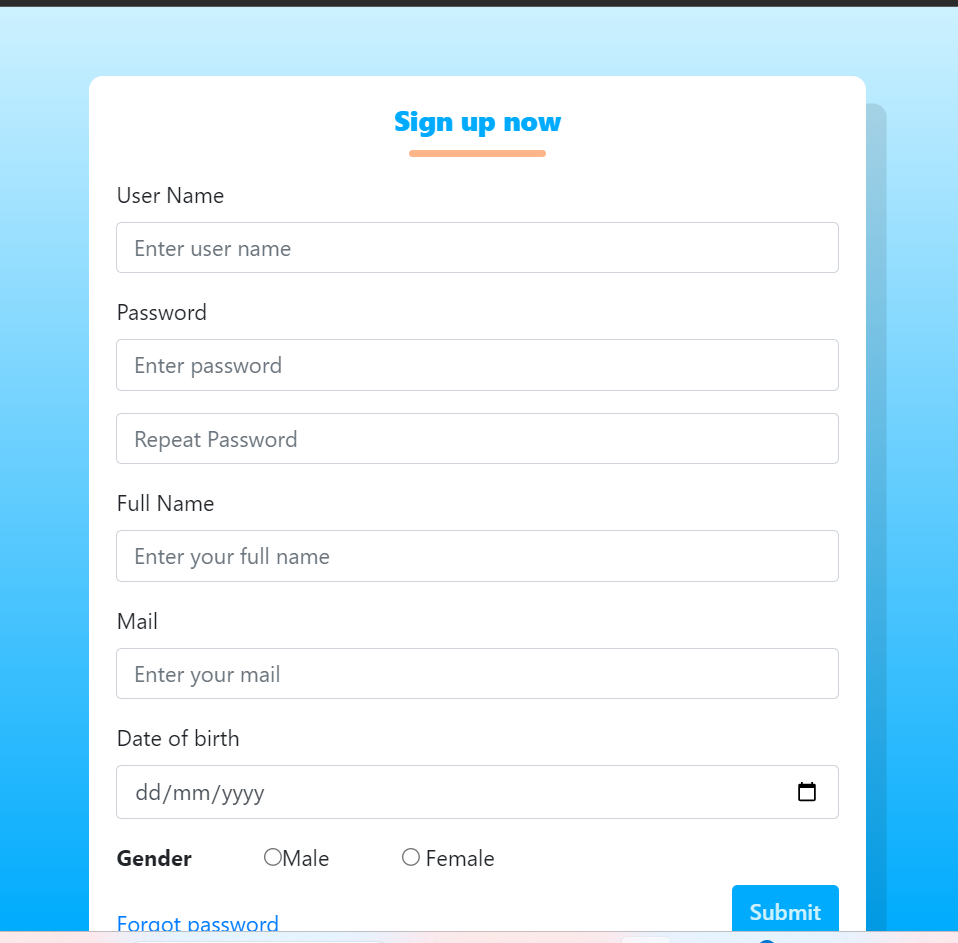 Sign up now
User Name
Enter user name
Password
Enter password
Repeat Password
Full Name
Enter your full name
Mail
Enter your mail
Date of birth
dd/mm/yyyy
Gender Male Female
Forgot password Submit